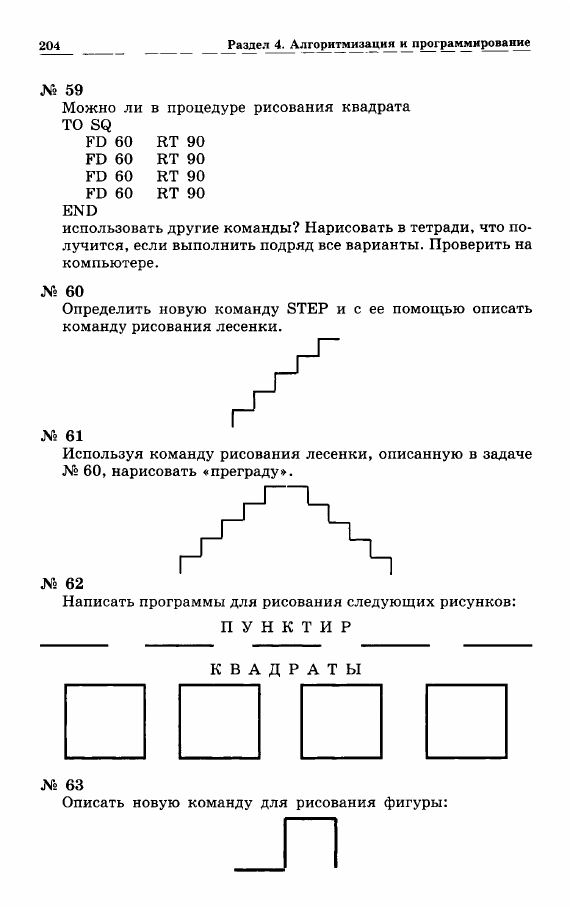 204 Раздел 4. Алгоритмизация и программирование
№ 59
Можно ли в процедуре рисования квадрата
TO SQ
FD 60 RT 90
FD 60 RT 90
FD 60 RT 90
FD 60 RT 90
END
использовать другие команды? Нарисовать в тетради, что по-
лучится, если выполнить подряд все варианты. Проверить на
компьютере.
№ 60
Определить новую команду STEP и с ее помощью описать
команду рисования лесенки.
№ 61
Используя команду рисования лесенки, описанную в задаче
№ 60, нарисовать «преграду».
№ 62
Написать программы для рисования следующих рисунков:
П У Н К Т И Р
К В А Д Р А Т Ы
№ 63
Описать новую команду для рисования фигуры: